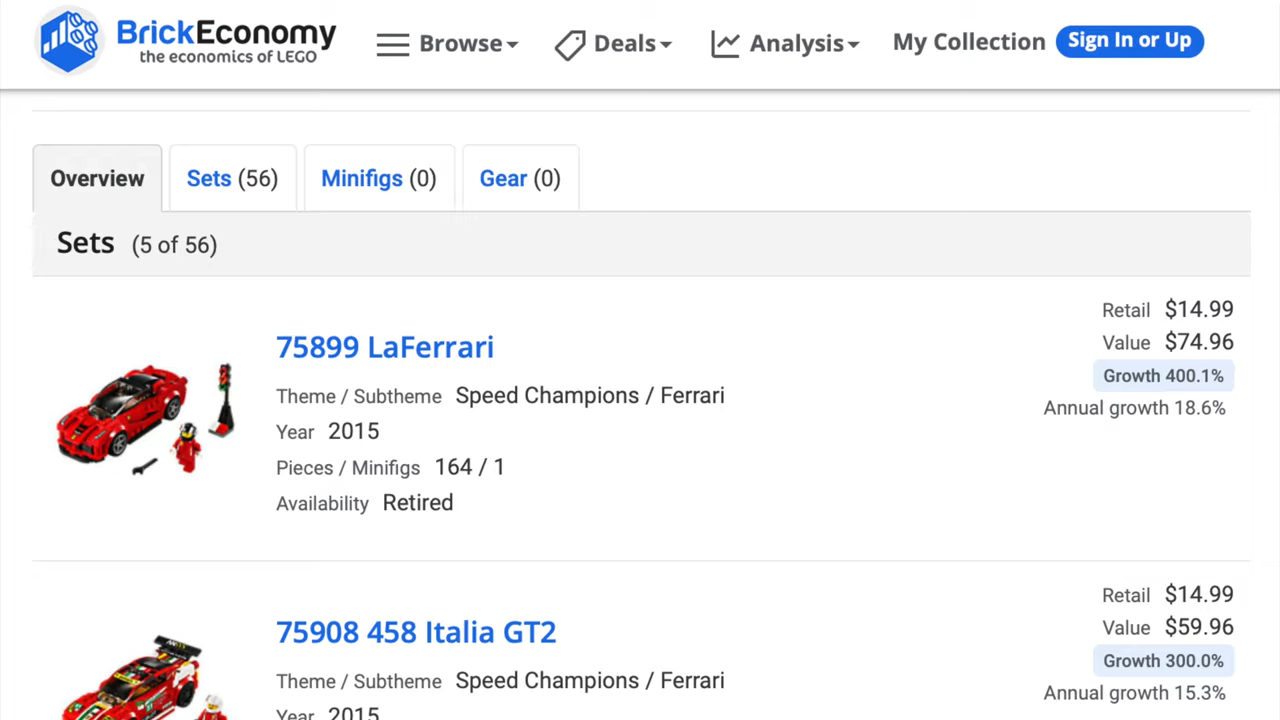 BrickEconomy
the economics of LEGO
Browse
Deals
Analysis
My Collection
Sign In or Up
Overview
Sets (56)
Minifigs (0)
Gear (0)
Sets (5 of 56)
75899 LaFerrari
Theme / Subtheme Speed Champions / Ferrari
Year 2015
Pieces / Minifigs 164 / 1
Availability Retired
Retail $14.99
Value $74.96
Growth 400.1%
Annual growth 18.6%
75908 458 Italia GT2
Theme / Subtheme Speed Champions / Ferrari
Year 2015
Retail $14.99
Value $59.96
Growth 300.0%
Annual growth 15.3%